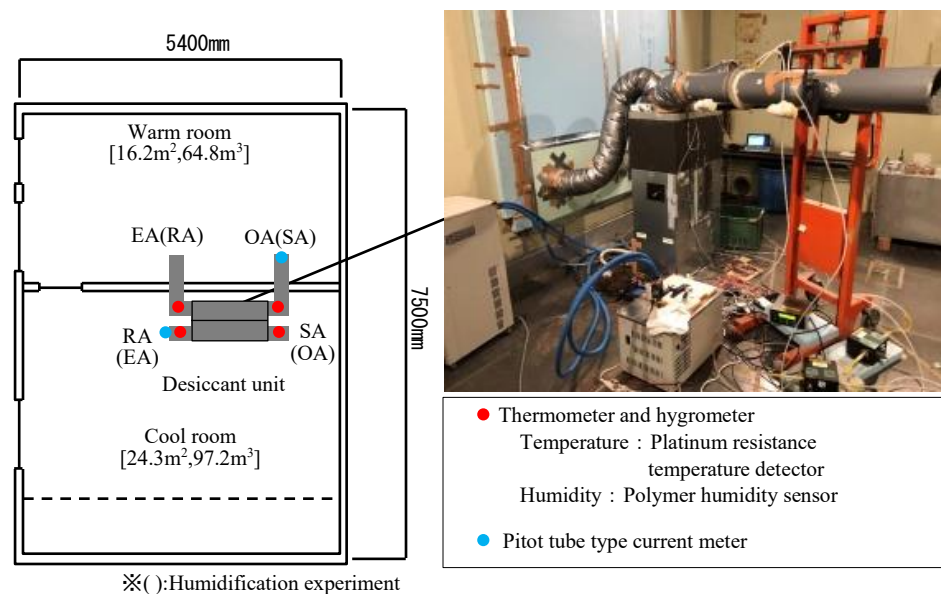 5400mm
Warm room
[16.2m²,64.8m³]
EA(RA)
OA(SA)
7500mm
RA
(EA)
SA
(OA)
Desiccant unit
Cool room
[24.3m²,97.2m³]
※( ):Humidification experiment
Thermometer and hygrometer
Temperature : Platinum resistance
temperature detector
Humidity : Polymer humidity sensor
Pitot tube type current meter